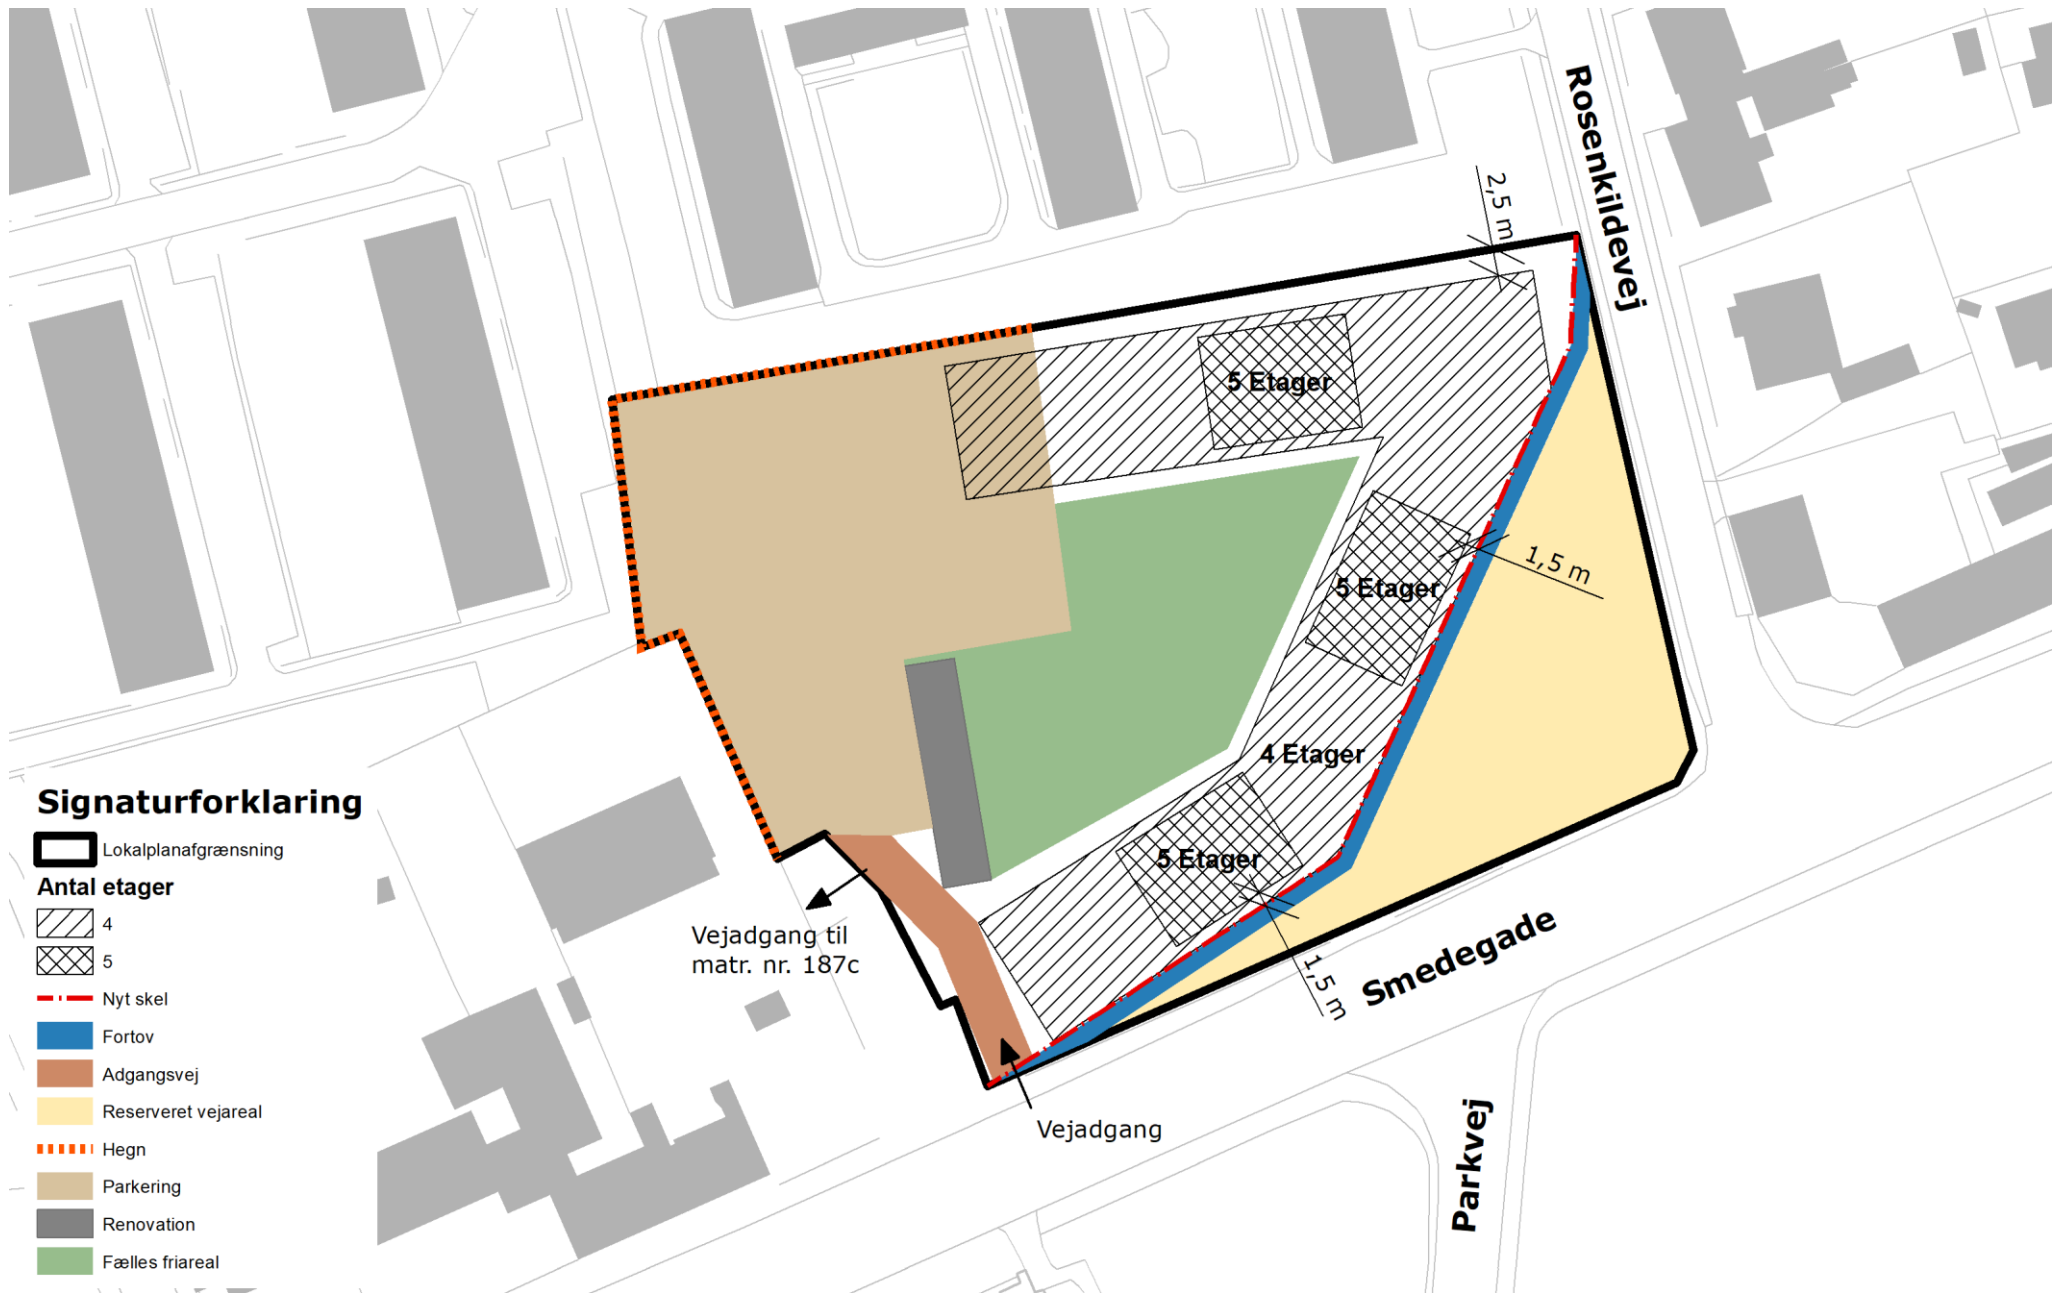 Rosenkildevej
2,5 m
5 Etager
5 Etager
1,5 m
4 Etager
5 Etager
1,5 m
Smedegade
Vejadgang til
matr. nr. 187c
Vejadgang
Parkvej
Signaturforklaring
Lokalplanafgrænsning
Antal etager
4
5
Nyt skel
Fortov
Adgangsvej
Reserveret vejareal
Hegn
Parkering
Renovation
Fælles friareal